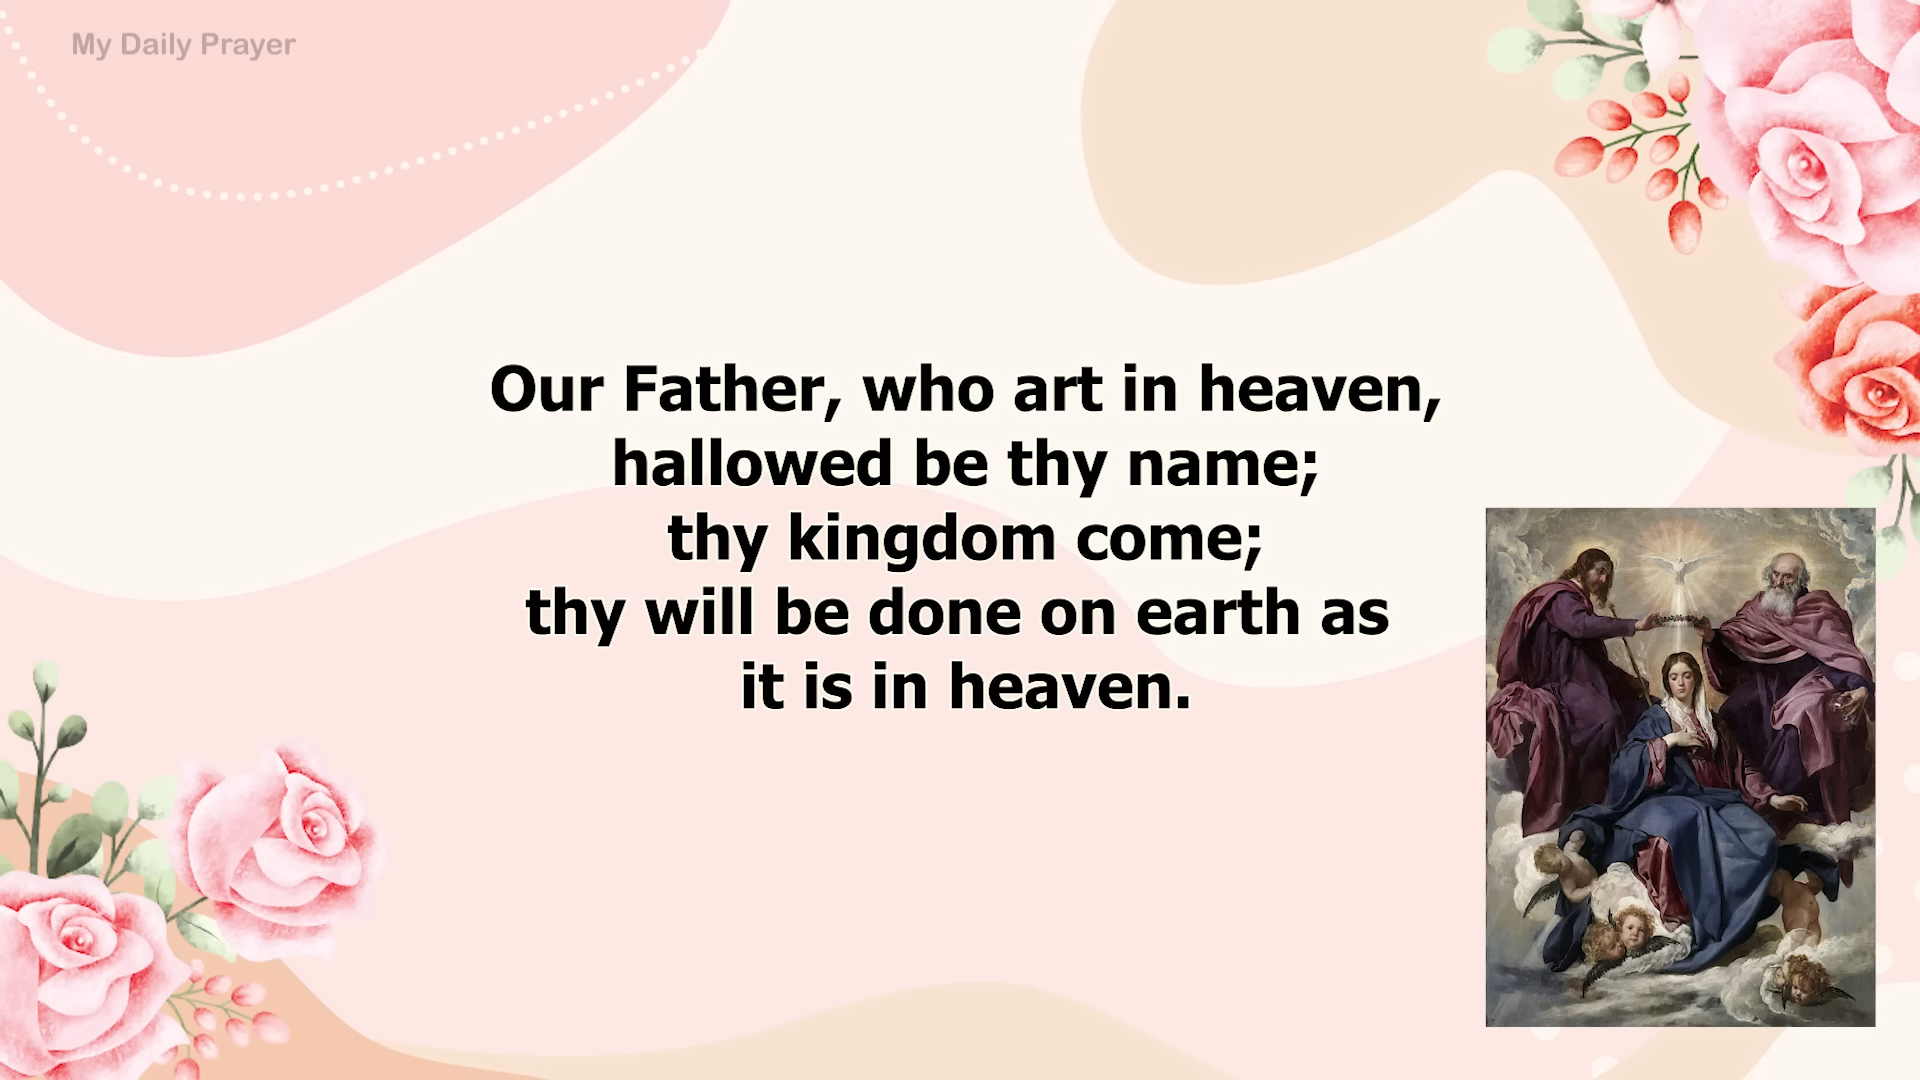 My Daily Prayer
Our Father, who art in heaven,
hallowed be thy name;
thy kingdom come;
thy will be done on earth as
it is in heaven.